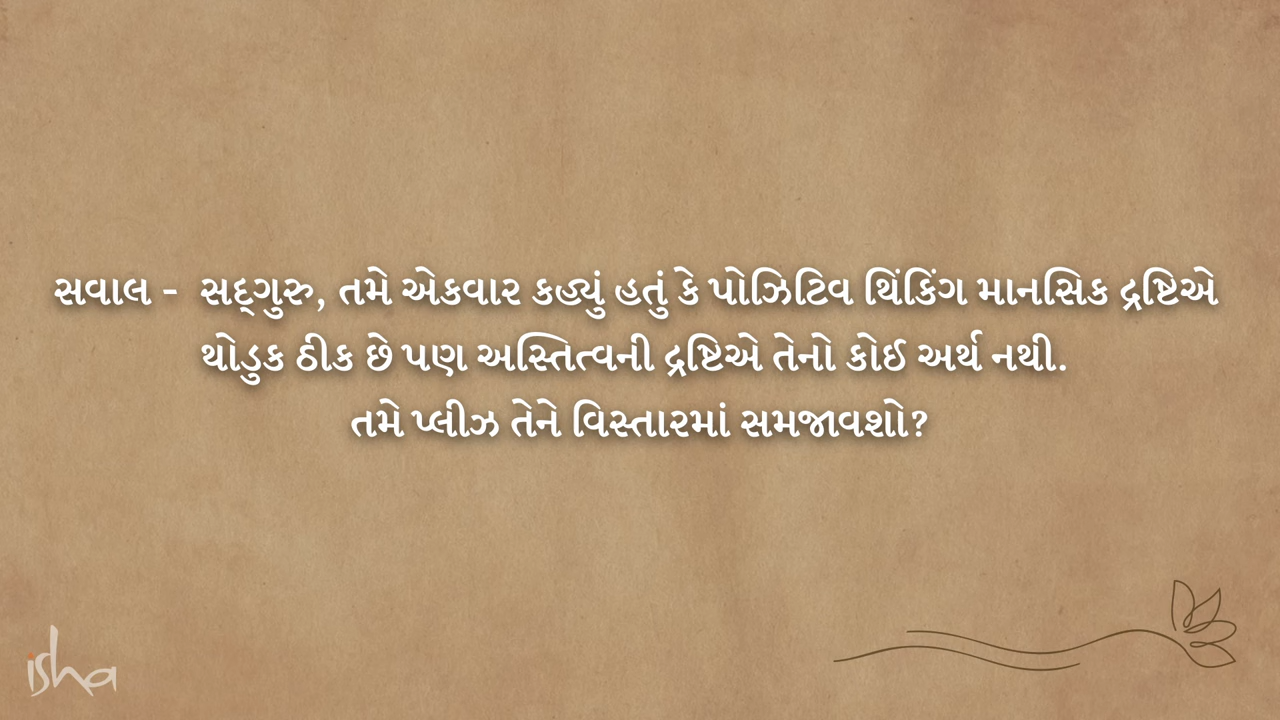 સવાલ - સદ્‌ગુરુ, તમે એકવાર કહ્યું હતું કે પોઝિટિવ થિંકિંગ માનસિક દ્રષ્ટિએ
થોડુક ઠીક છે પણ અસ્તિત્વની દ્રષ્ટિએ તેનો કોઈ અર્થ નથી.
તમે પ્લીઝ તેને વિસ્તારમાં સમજાવશો?
isha